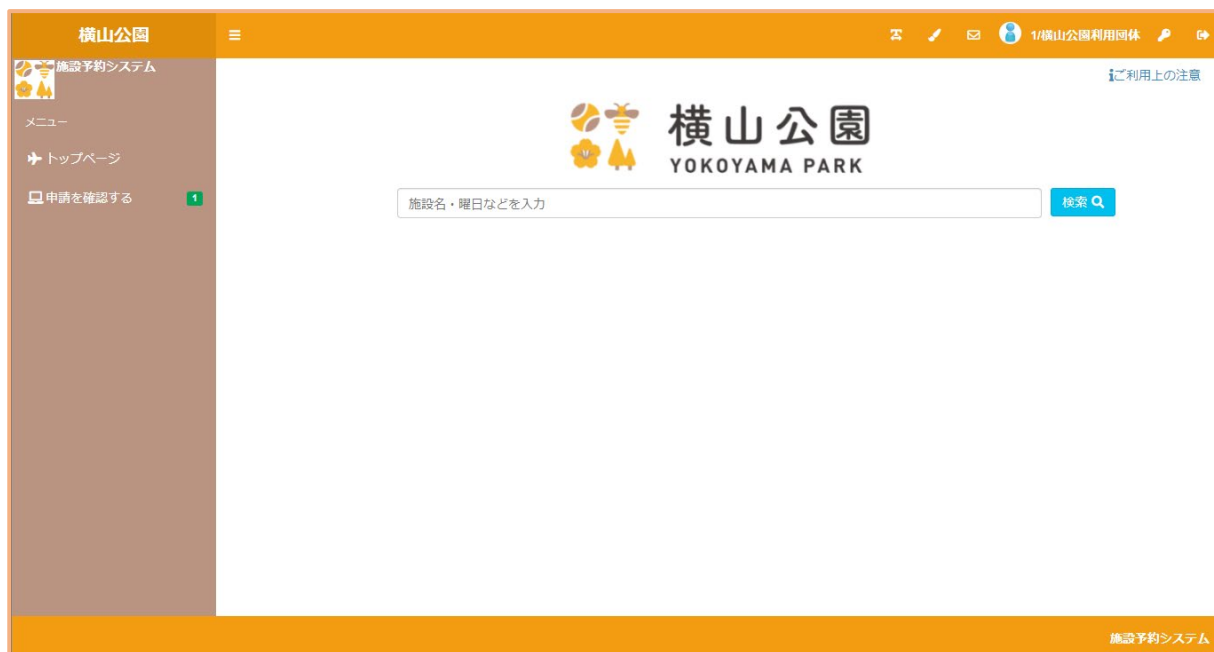 横山公園
1/横山公園利用団体
施設予約システム
ご利用上の注意
メニュー
トップページ
申請を確認する 1
横山公園
YOKOYAMA PARK
施設名・曜日などを入力
検索
施設予約システム